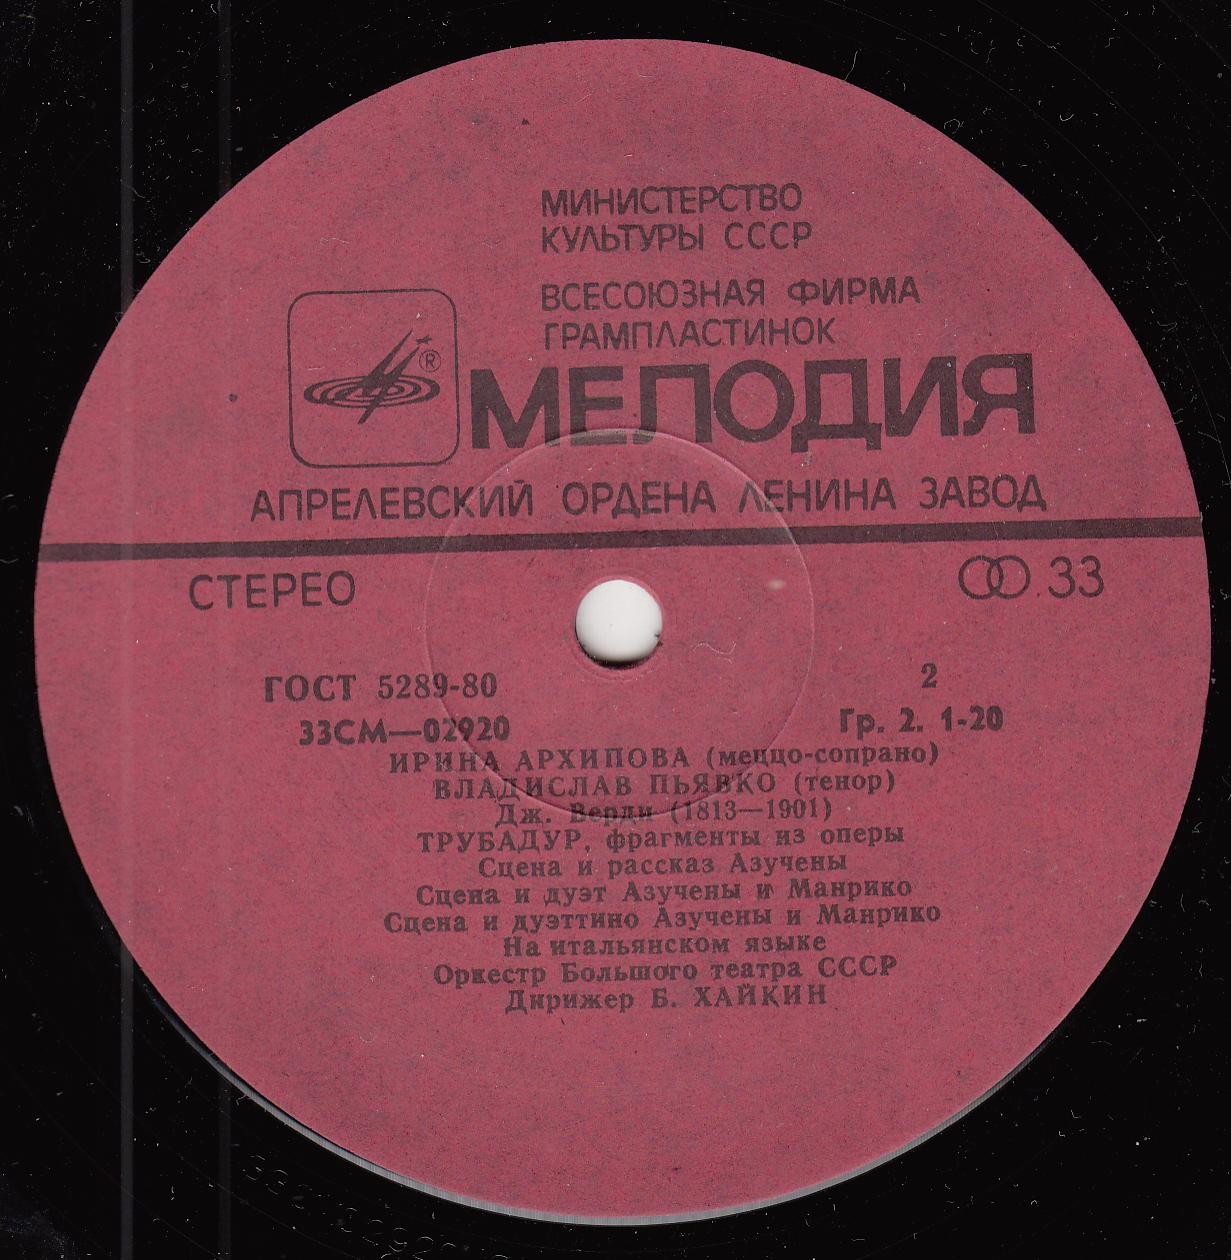 МИНИСТЕРСТВО
КУЛЬТУРЫ СССР
ВСЕСОЮЗНАЯ ФИРМА
ГРАМПЛАСТИНОК
®
МЕЛОДИЯ
АПРЕЛЕВСКИЙ ОРДЕНА ЛЕНИНА ЗАВОД
СТЕРЕО
33
ГОСТ 5289-80
2
33СМ—02920
Гр. 2. 1-20
ИРИНА АРХИПОВА (меццо-сопрано)
ВЛАДИСЛАВ ПЬЯВКО (тенор)
Дж. Верди (1813—1901)
ТРУБАДУР, фрагменты из оперы
Сцена и рассказ Азучены
Сцена и дуэт Азучены и Манрико
Сцена и дуэттино Азучены и Манрико
На итальянском языке
Оркестр Большого театра СССР
Дирижер Б. ХАЙКИН